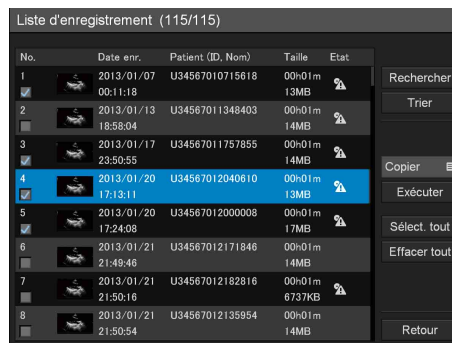 Liste d'enregistrement (115/115)
No. Date enr. Patient (ID, Nom) Taille Etat
1 2013/01/07 U34567010715618 00h01m
00:11:18 13MB
2 2013/01/13 U34567011348403 00h01m
18:58:04 14MB
3 2013/01/17 U34567011757855 00h01m
23:50:55 14MB
4 2013/01/20 U34567012040610 00h01m
17:13:11 13MB
5 2013/01/20 U34567012000008 00h01m
17:24:08 17MB
6 2013/01/21 U34567012171846 00h01m
21:49:46 14MB
7 2013/01/21 U34567012182816 00h01m
21:50:16 6737KB
8 2013/01/21 U34567012135954 00h01m
21:50:54 14MB
Rechercher
Trier
Copier
Exécuter
Sélect. tout
Effacer tout
Retour